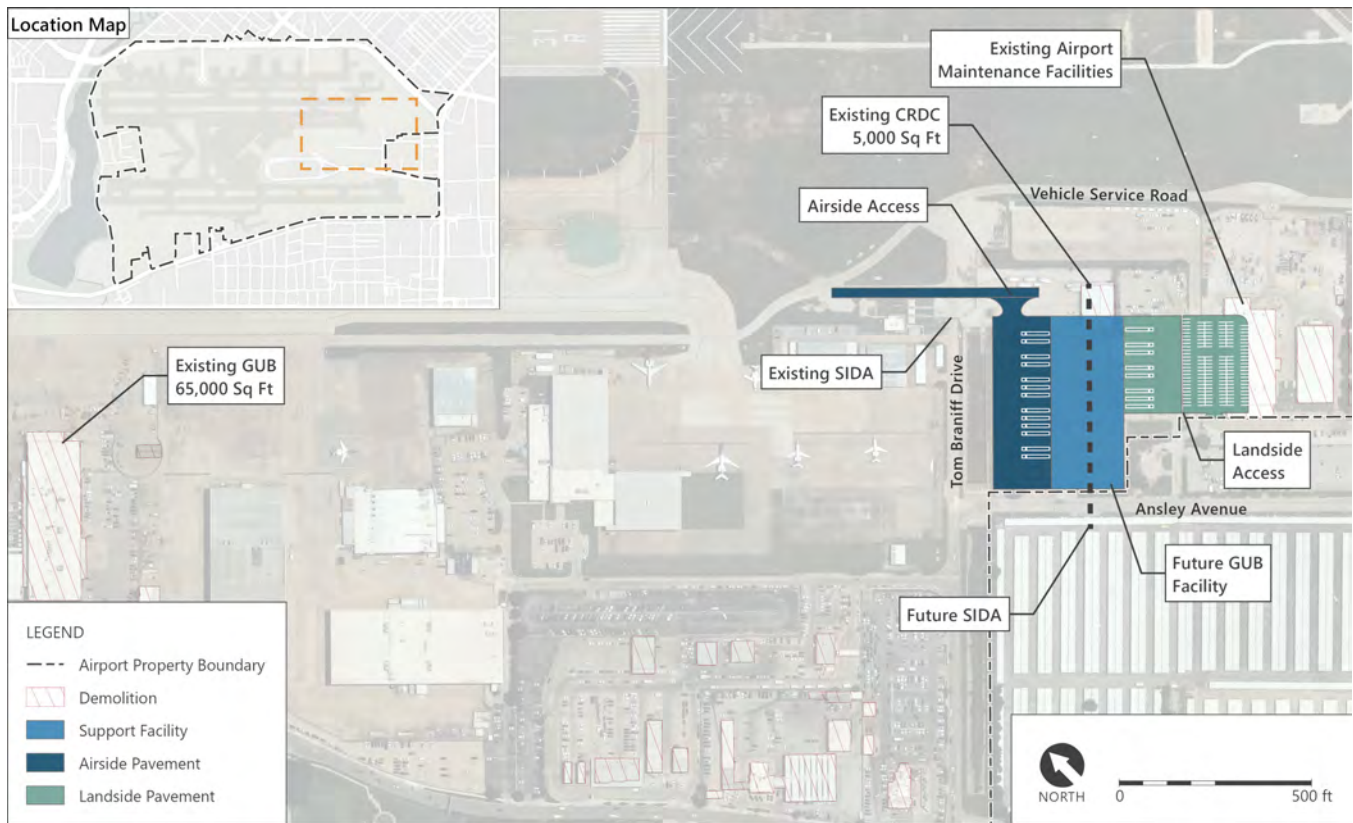 Location Map
Existing Airport
Maintenance Facilities
Existing CRDC
5,000 Sq Ft
Vehicle Service Road
Airside Access
Existing GUB
65,000 Sq Ft
Existing SIDA
Tom Braniff Drive
Landside
Access
Ansley Avenue
Future GUB
Facility
Future SIDA
LEGEND
Airport Property Boundary
Demolition
Support Facility
Airside Pavement
Landside Pavement
NORTH
0
500 ft